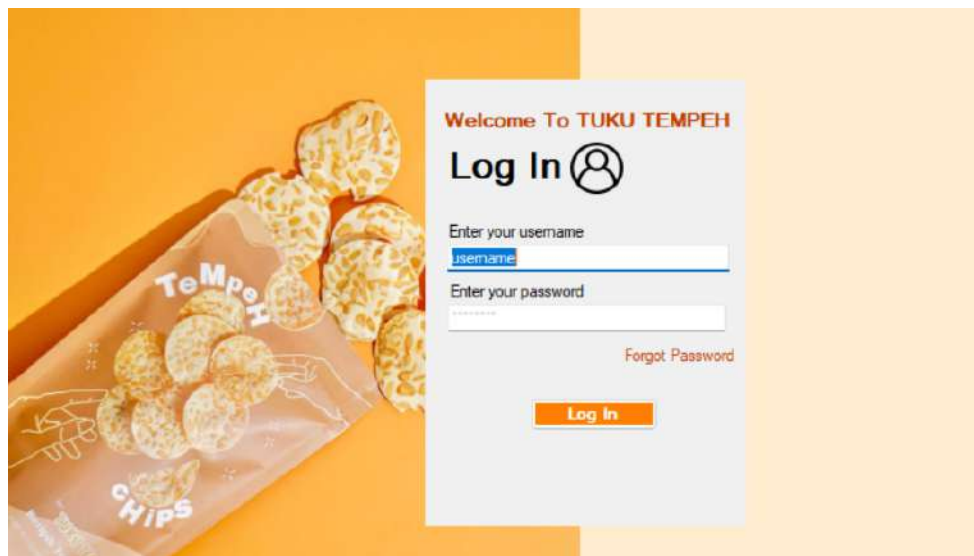 Welcome To TUKU TEMPEH
Log In
Enter your username
username
Enter your password
********
Forgot Password
Log In
TeMpeH
cHiPS